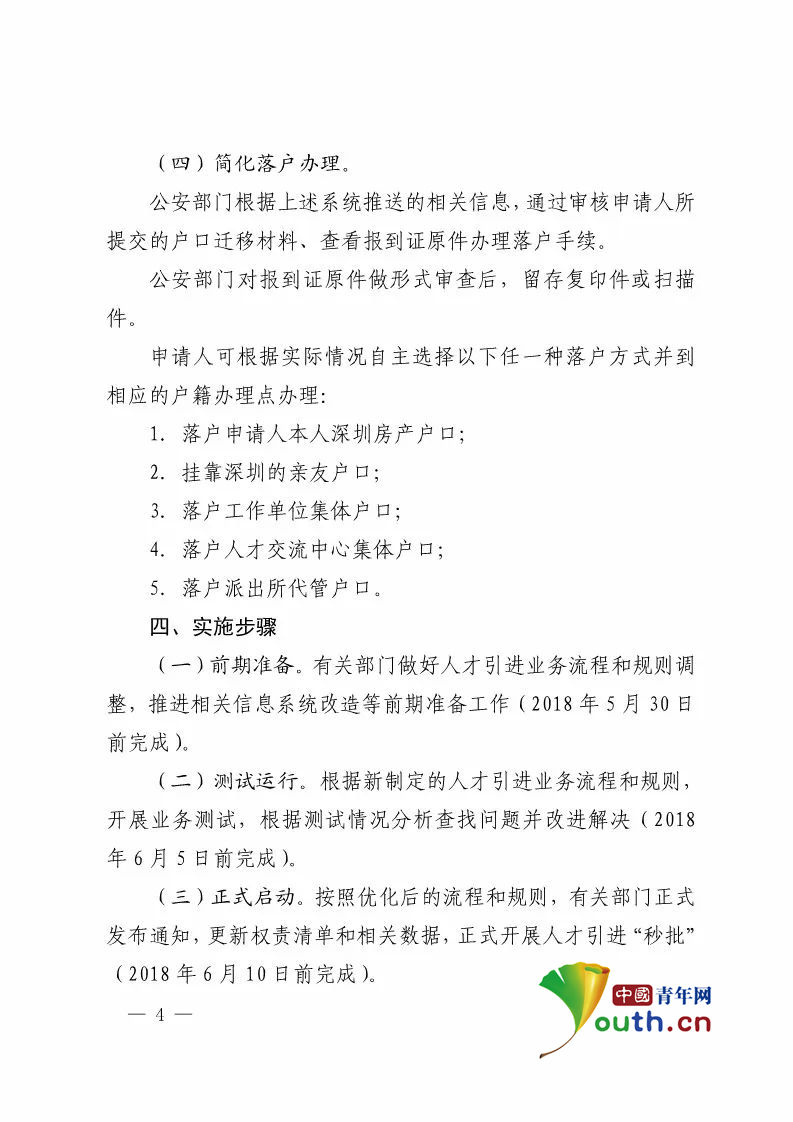 （四）简化落户办理。
公安部门根据上述系统推送的相关信息，通过审核申请人所
提交的户口迁移材料、查看报到证原件办理落户手续。
公安部门对报到证原件做形式审查后，留存复印件或扫描
件。
申请人可根据实际情况自主选择以下任一种落户方式并到
相应的户籍办理点办理：
1. 落户申请人本人深圳房产户口；
2. 挂靠深圳的亲友户口；
3. 落户工作单位集体户口；
4. 落户人才交流中心集体户口；
5. 落户派出所代管户口。
四、实施步骤
（一）前期准备。有关部门做好人才引进业务流程和规则调
整，推进相关信息系统改造等前期准备工作（2018 年 5 月 30 日
前完成）。
（二）测试运行。根据新制定的人才引进业务流程和规则，
开展业务测试，根据测试情况分析查找问题并改进解决（2018
年 6 月 5 日前完成）。
（三）正式启动。按照优化后的流程和规则，有关部门正式
发布通知，更新权责清单和相关数据，正式开展人才引进“秒批”
（2018 年 6 月 10 日前完成）。
— 4 —
中國青年网
Youth.cn